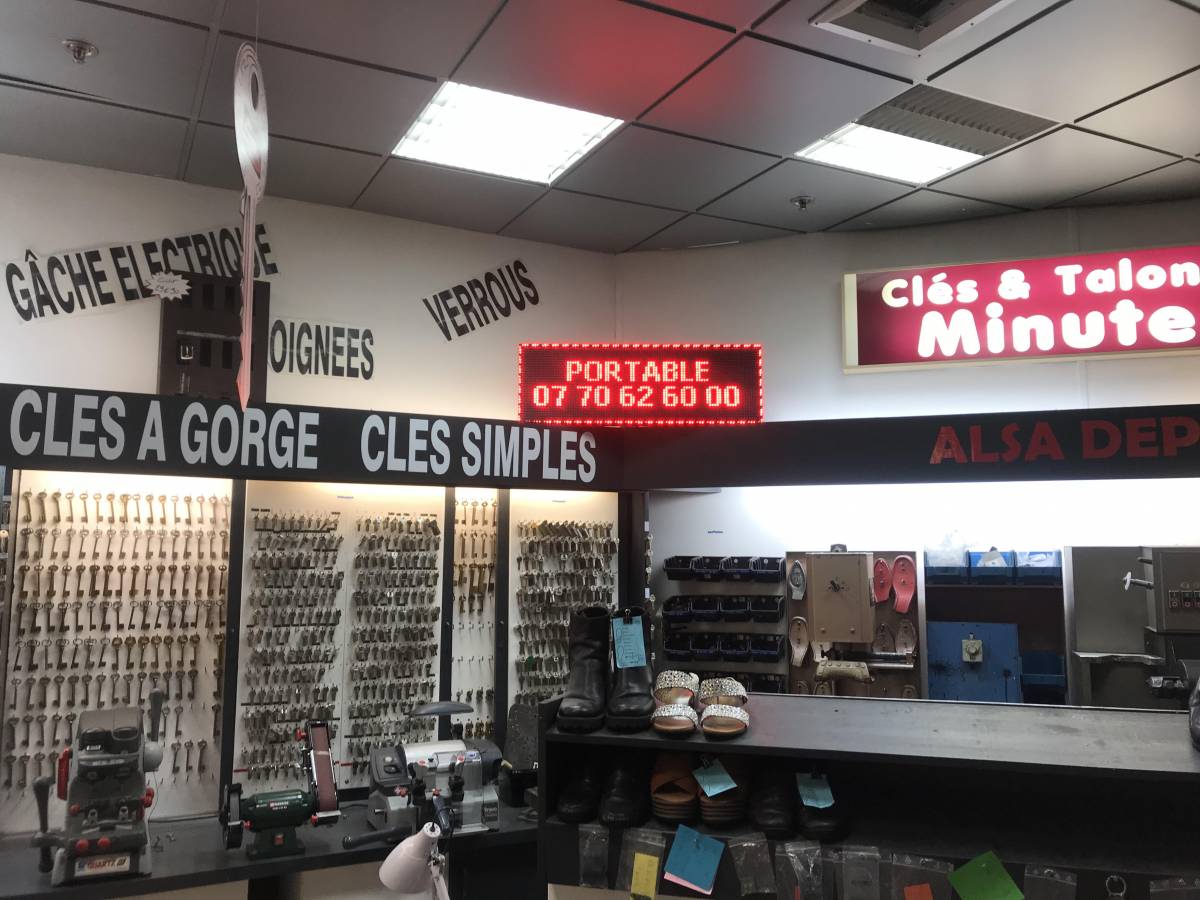 GÂCHE ELECTRIQUE
OIGNEES
VERROUS
PORTABLE
07 70 62 60 00
Clés & Talon
Minute
CLES A GORGE CLES SIMPLES
ALSA DEP
QUARTZ